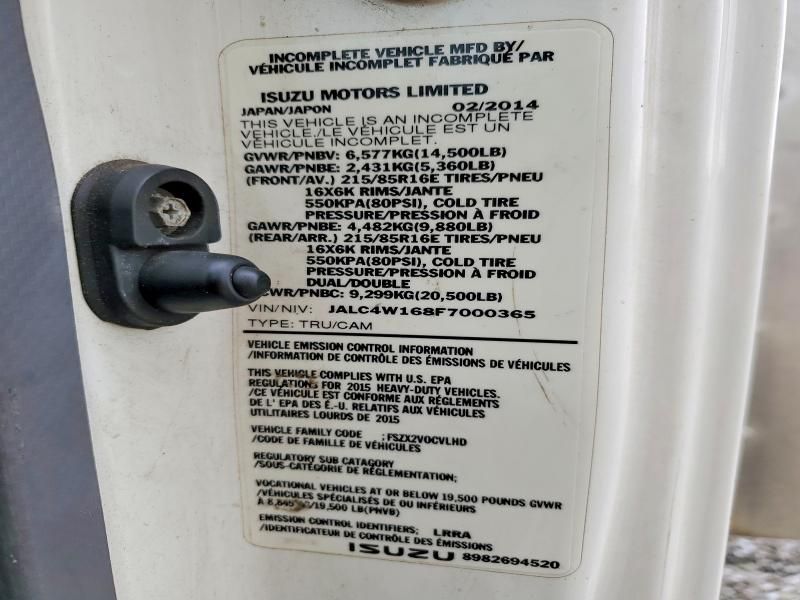 INCOMPLETE VEHICLE MFD BY/
VÉHICULE INCOMPLET FABRIQUÉ PAR
ISUZU MOTORS LIMITED
JAPAN/JAPON 02/2014
THIS VEHICLE IS AN INCOMPLETE
VEHICLE./LE VÉHICULE EST UN
VÉHICULE INCOMPLET.
GVWR/PNBV: 6,577KG(14,500LB)
GAWR/PNBE: 2,431KG(5,360LB)
(FRONT/AV.) 215/85R16E TIRES/PNEU
16X6K RIMS/JANTE
550KPA(80PSI), COLD TIRE
PRESSURE/PRESSION À FROID
GAWR/PNBE: 4,482KG(9,880LB)
(REAR/ARR.) 215/85R16E TIRES/PNEU
16X6K RIMS/JANTE
550KPA(80PSI), COLD TIRE
PRESSURE/PRESSION À FROID
DUAL/DOUBLE
CWR/PNBC: 9,299KG(20,500LB)
VIN/NIV: JALC4W168F7000365
TYPE: TRU/CAM
VEHICLE EMISSION CONTROL INFORMATION
/INFORMATION DE CONTRÔLE DES ÉMISSIONS DE VÉHICULES
THIS VEHICLE COMPLIES WITH U.S. EPA
REGULATIONS FOR 2015 HEAVY-DUTY VEHICLES.
/CE VÉHICULE EST CONFORME AUX RÈGLEMENTS
DE L' EPA DES É.-U. RELATIFS AUX VÉHICULES
UTILITAIRES LOURDS DE 2015
VEHICLE FAMILY CODE : FSZX2VOCVLHD
/CODE DE FAMILLE DE VÉHICULES
REGULATORY SUB CATAGORY
/SOUS-CATÉGORIE DE RÉGLEMENTATION;
VOCATIONAL VEHICLES AT OR BELOW 19,500 POUNDS GVWR
/VÉHICULES SPÉCIALISÉS DE OU INFÉRIEURS
À 8,845 /19,500 LB(PNVB)
EMISSION CONTROL IDENTIFIERS; LRRA
/IDENTIFICATEUR DE CONTRÔLE DES ÉMISSIONS
ISUZU 8982694520